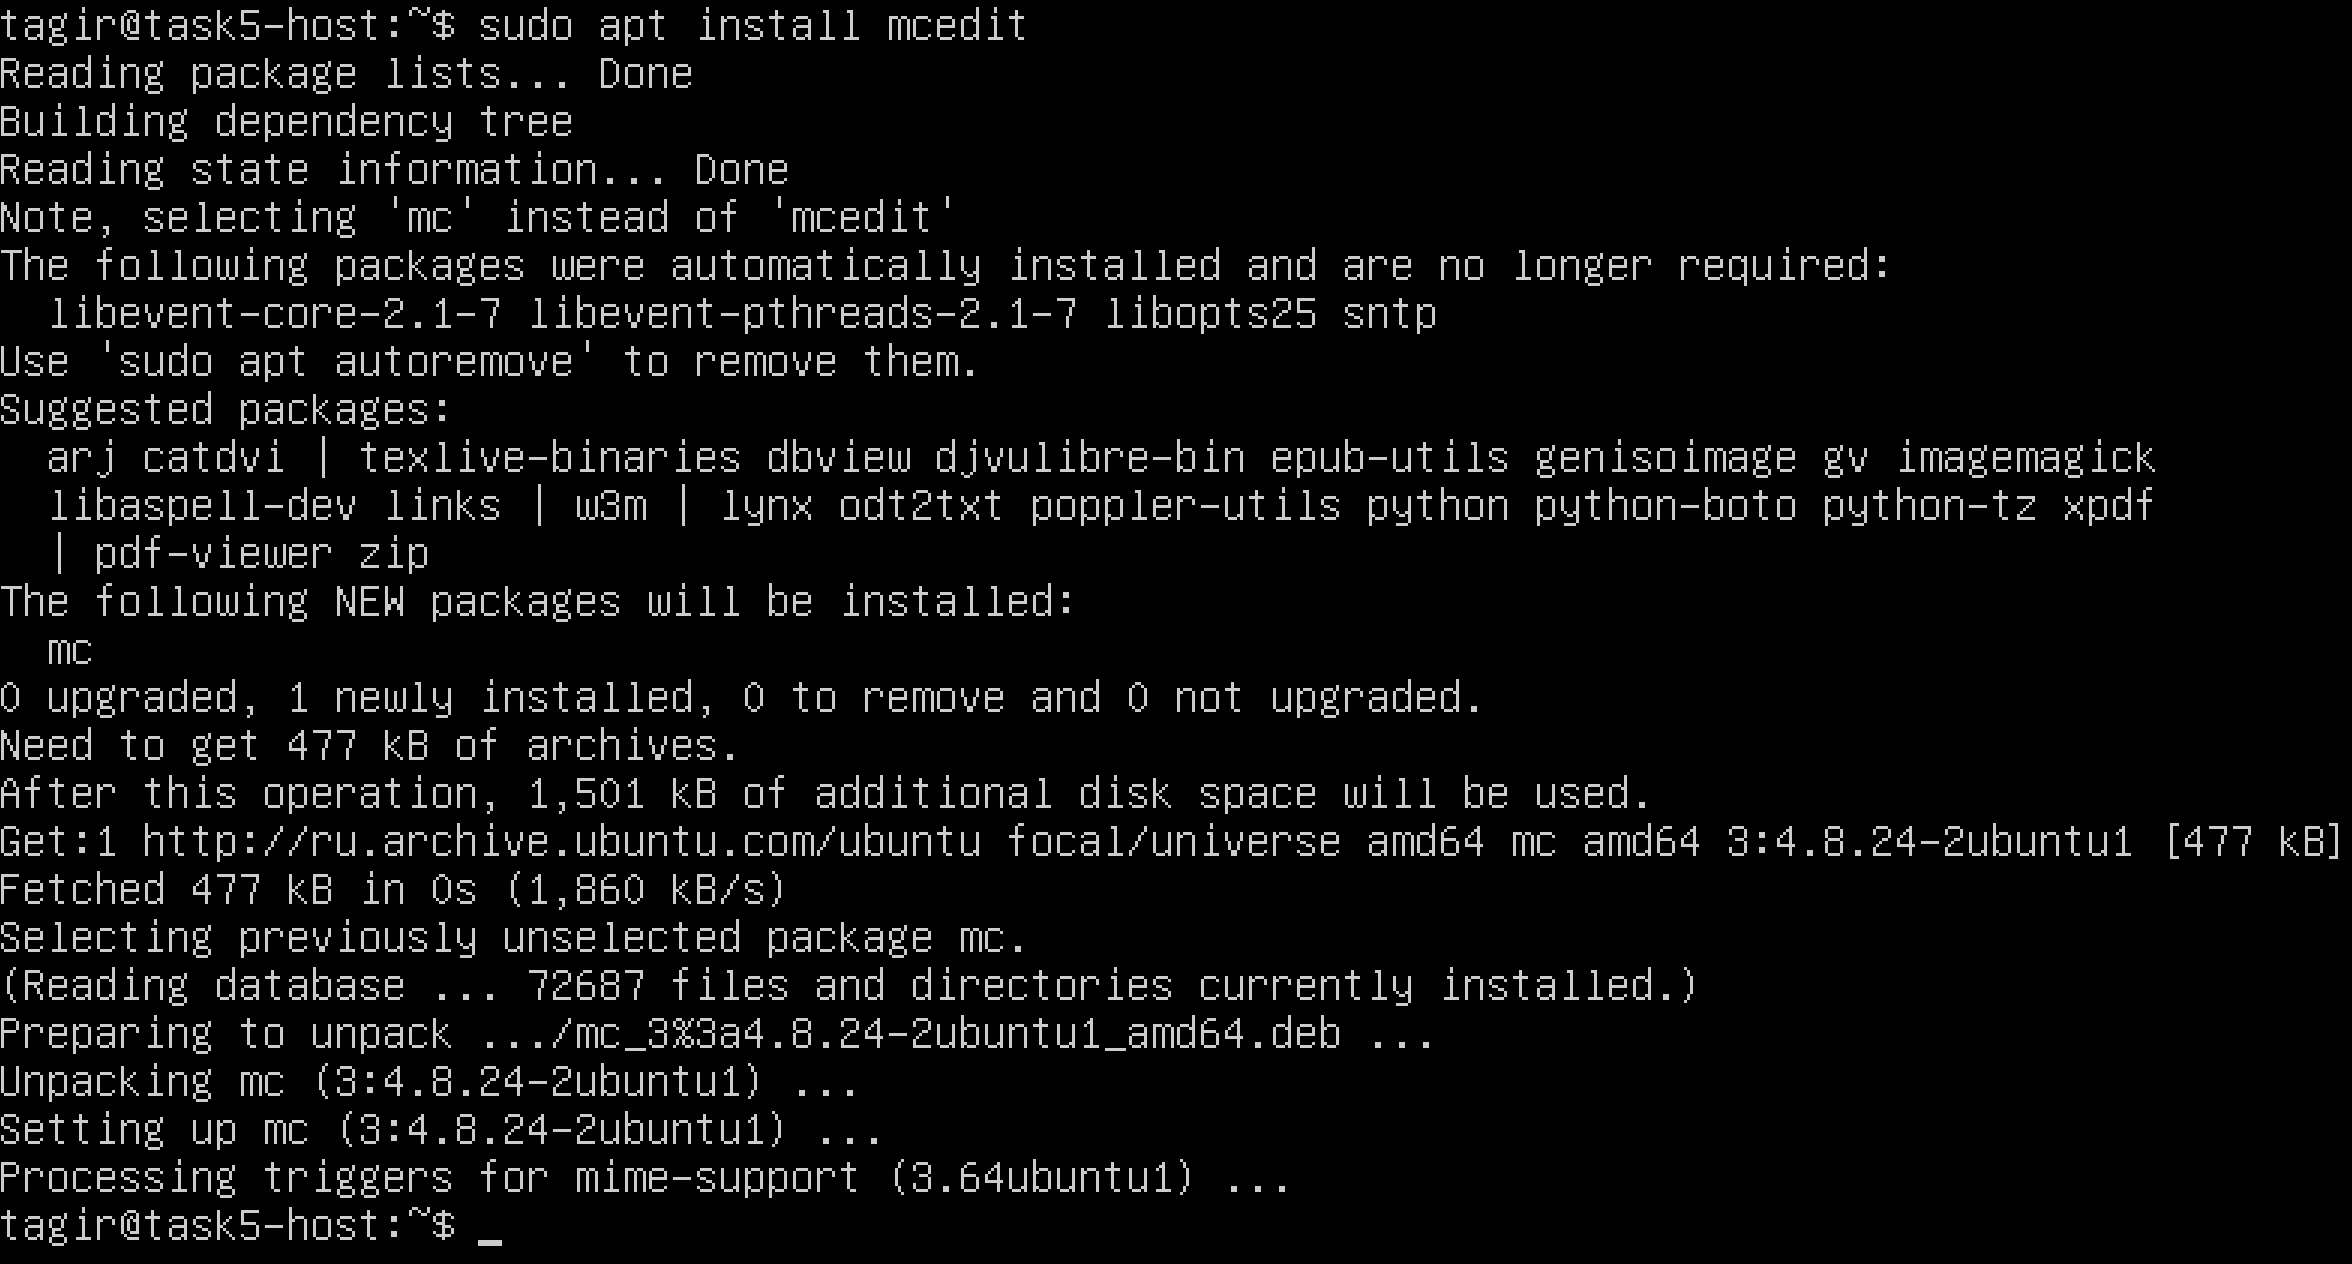 tagir@task5-host:~$ sudo apt install mcedit
Reading package lists... Done
Building dependency tree
Reading state information... Done
Note, selecting 'mc' instead of 'mcedit'
The following packages were automatically installed and are no longer required:
  libevent-core-2.1-7 libevent-pthreads-2.1-7 libopts25 sntp
Use 'sudo apt autoremove' to remove them.
Suggested packages:
  arj catdvi | texlive-binaries dbview djvulibre-bin epub-utils genisoimage gv imagemagick
  libaspell-dev links | w3m | lynx odt2txt poppler-utils python python-boto python-tz xpdf
  | pdf-viewer zip
The following NEW packages will be installed:
  mc
0 upgraded, 1 newly installed, 0 to remove and 0 not upgraded.
Need to get 477 kB of archives.
After this operation, 1,501 kB of additional disk space will be used.
Get:1 http://ru.archive.ubuntu.com/ubuntu focal/universe amd64 mc amd64 3:4.8.24-2ubuntu1 [477 kB]
Fetched 477 kB in 0s (1,860 kB/s)
Selecting previously unselected package mc.
(Reading database ... 72687 files and directories currently installed.)
Preparing to unpack .../mc_3%3a4.8.24-2ubuntu1_amd64.deb ...
Unpacking mc (3:4.8.24-2ubuntu1) ...
Setting up mc (3:4.8.24-2ubuntu1) ...
Processing triggers for mime-support (3.64ubuntu1) ...
tagir@task5-host:~$ _